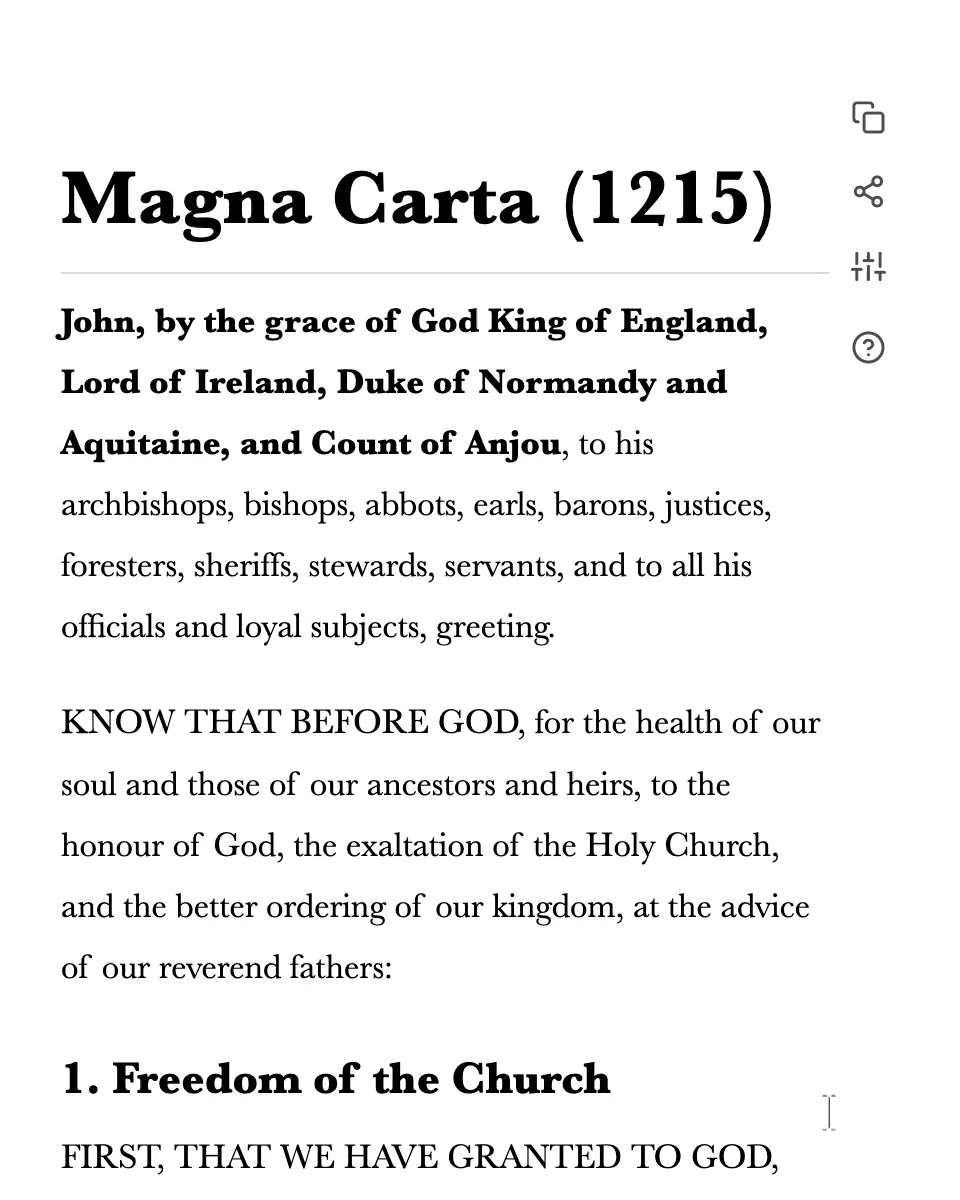 Magna Carta (1215)
John, by the grace of God King of England,
Lord of Ireland, Duke of Normandy and
Aquitaine, and Count of Anjou, to his
archbishops, bishops, abbots, earls, barons, justices,
foresters, sheriffs, stewards, servants, and to all his
officials and loyal subjects, greeting.
KNOW THAT BEFORE GOD, for the health of our
soul and those of our ancestors and heirs, to the
honour of God, the exaltation of the Holy Church,
and the better ordering of our kingdom, at the advice
of our reverend fathers:
1. Freedom of the Church
FIRST, THAT WE HAVE GRANTED TO GOD,